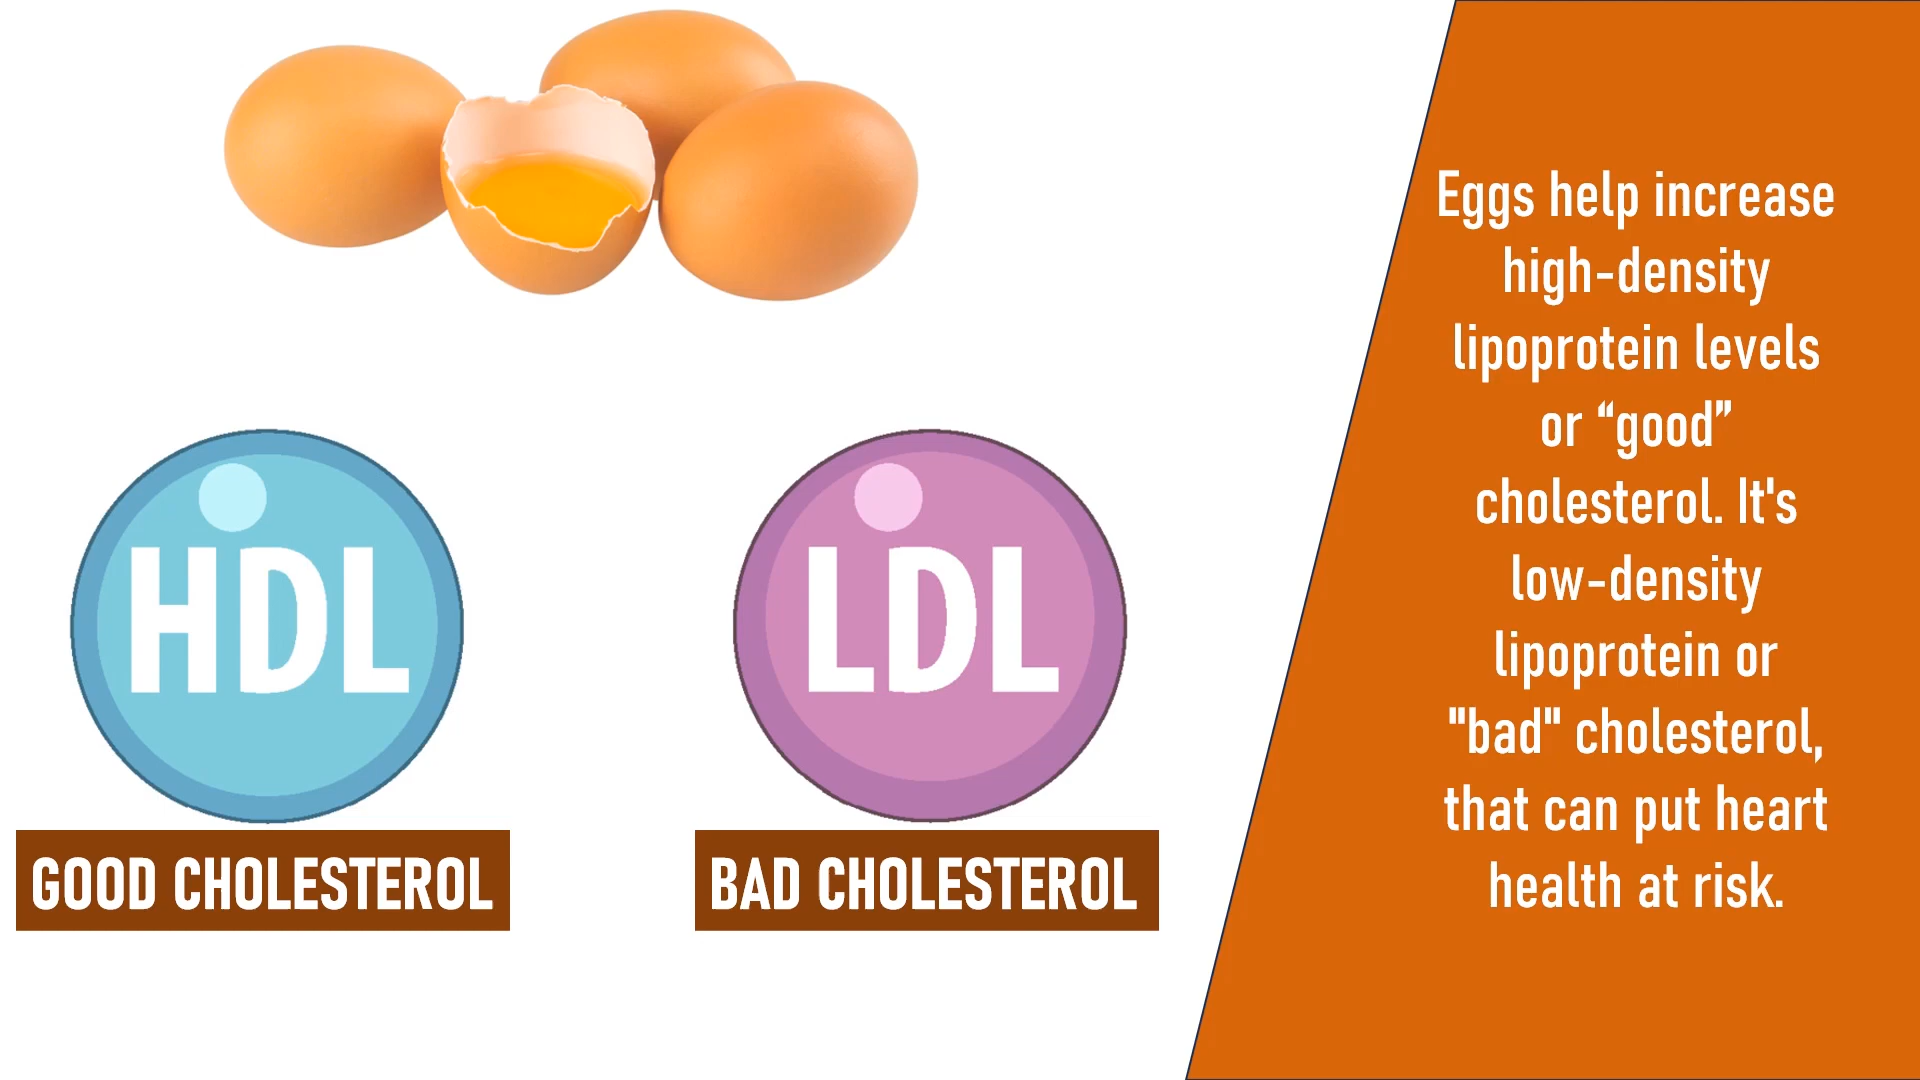 HDL
LDL
GOOD CHOLESTEROL
BAD CHOLESTEROL
Eggs help increase
high-density
lipoprotein levels
or “good”
cholesterol. It's
low-density
lipoprotein or
"bad" cholesterol,
that can put heart
health at risk.